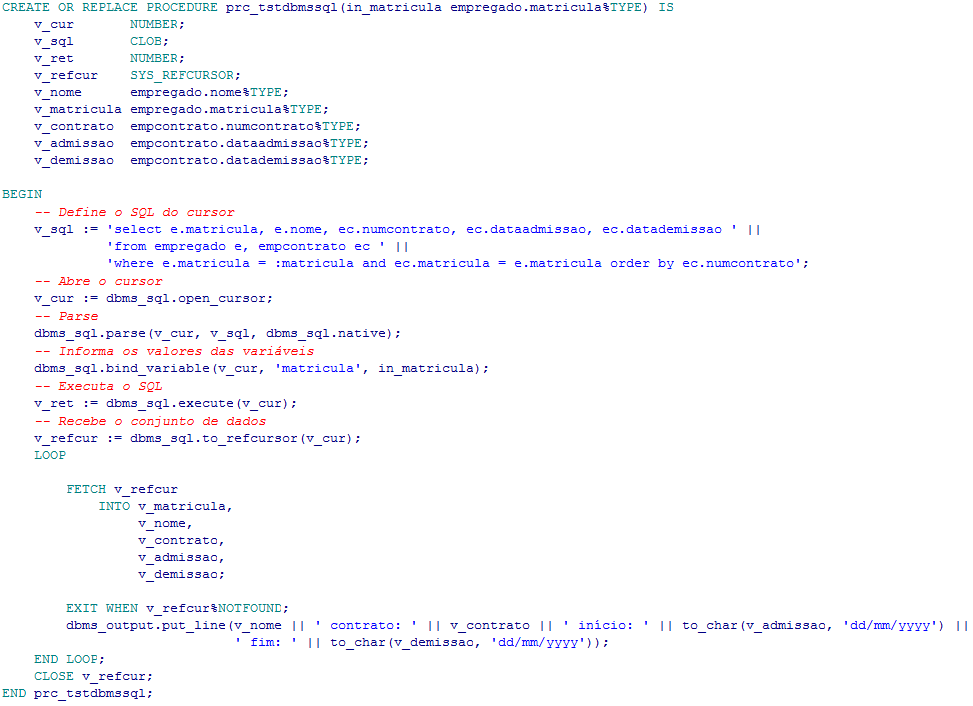 CREATE OR REPLACE PROCEDURE prc_tstdbmssql(in_matricula empregado.matricula%TYPE) IS
    v_cur       NUMBER;
    v_sql       CLOB;
    v_ret       NUMBER;
    v_refcur    SYS_REFCURSOR;
    v_nome      empregado.nome%TYPE;
    v_matricula empregado.matricula%TYPE;
    v_contrato  empcontrato.numcontrato%TYPE;
    v_admissao  empcontrato.dataadmissao%TYPE;
    v_demissao  empcontrato.datademissao%TYPE;

BEGIN
    -- Define o SQL do cursor
    v_sql := 'select e.matricula, e.nome, ec.numcontrato, ec.dataadmissao, ec.datademissao ' ||
             'from empregado e, empcontrato ec ' ||
             'where e.matricula = :matricula and ec.matricula = e.matricula order by ec.numcontrato';
    -- Abre o cursor
    v_cur := dbms_sql.open_cursor;
    -- Parse
    dbms_sql.parse(v_cur, v_sql, dbms_sql.native);
    -- Informa os valores das variáveis
    dbms_sql.bind_variable(v_cur, 'matricula', in_matricula);
    -- Executa o SQL
    v_ret := dbms_sql.execute(v_cur);
    -- Recebe o conjunto de dados
    v_refcur := dbms_sql.to_refcursor(v_cur);
    LOOP

        FETCH v_refcur
            INTO v_matricula,
                 v_nome,
                 v_contrato,
                 v_admissao,
                 v_demissao;

        EXIT WHEN v_refcur%NOTFOUND;
        dbms_output.put_line(v_nome || ' contrato: ' || v_contrato || ' início: ' || to_char(v_admissao, 'dd/mm/yyyy') ||
                             ' fim: ' || to_char(v_demissao, 'dd/mm/yyyy'));
    END LOOP;
    CLOSE v_refcur;
END prc_tstdbmssql;